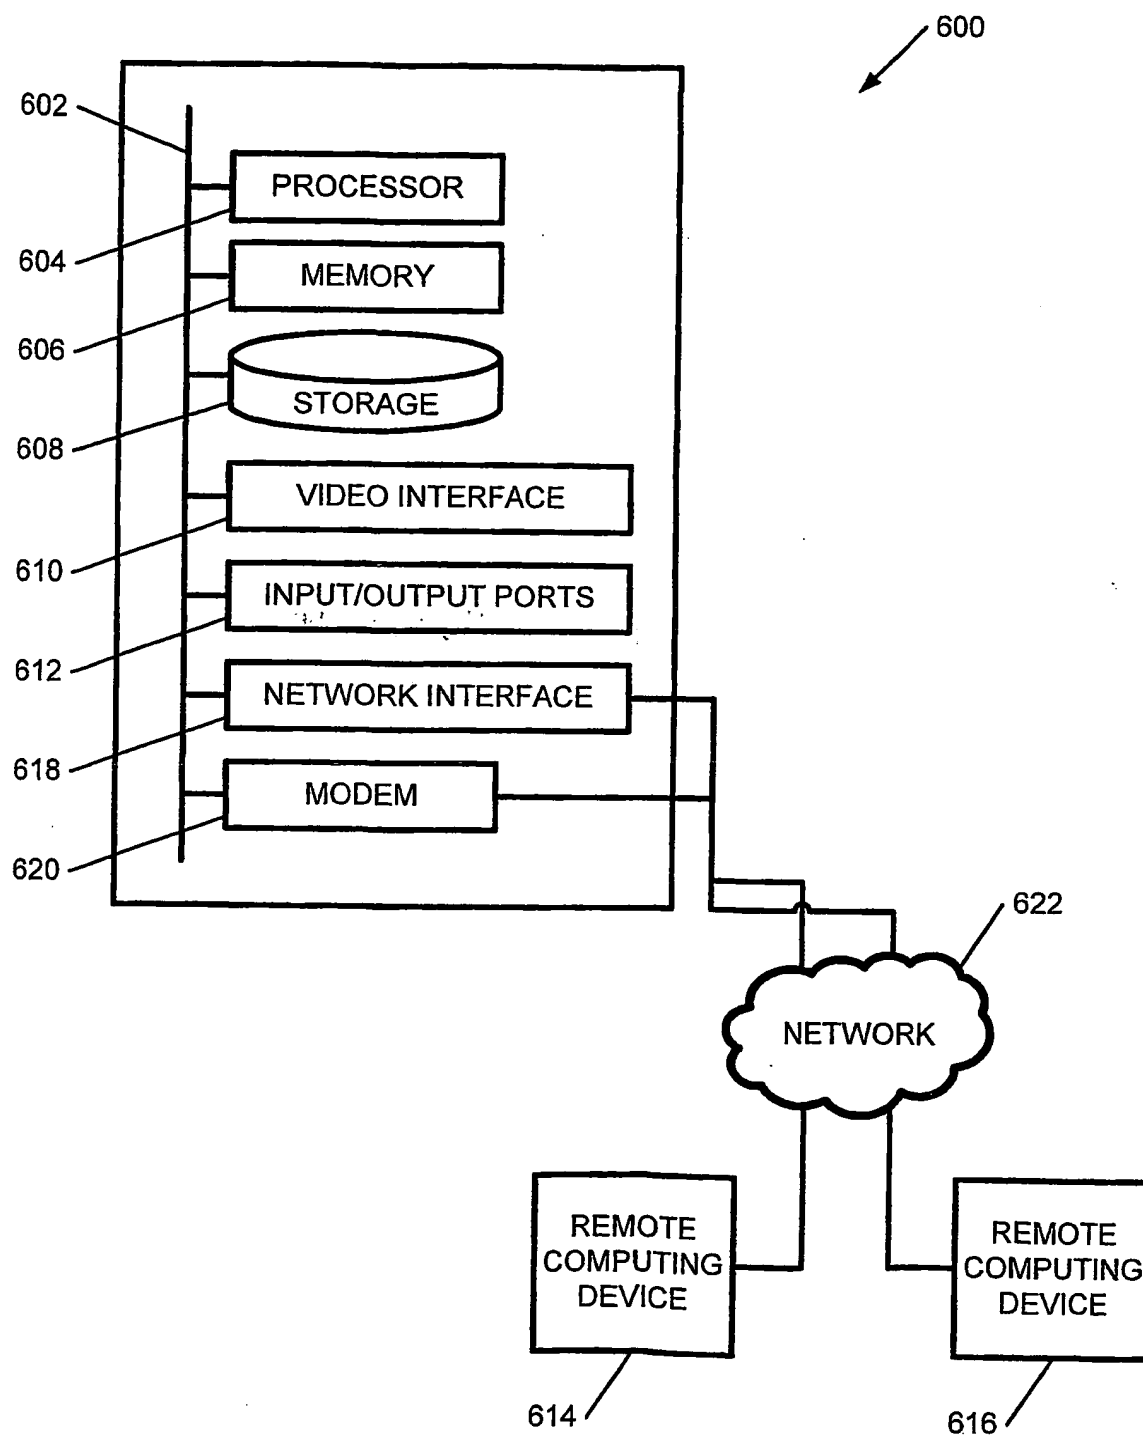 600
602
PROCESSOR
604
MEMORY
606
STORAGE
608
VIDEO INTERFACE
610
INPUT/OUTPUT PORTS
612
NETWORK INTERFACE
618
MODEM
620
622
NETWORK
REMOTE
COMPUTING
DEVICE
REMOTE
COMPUTING
DEVICE
614
616